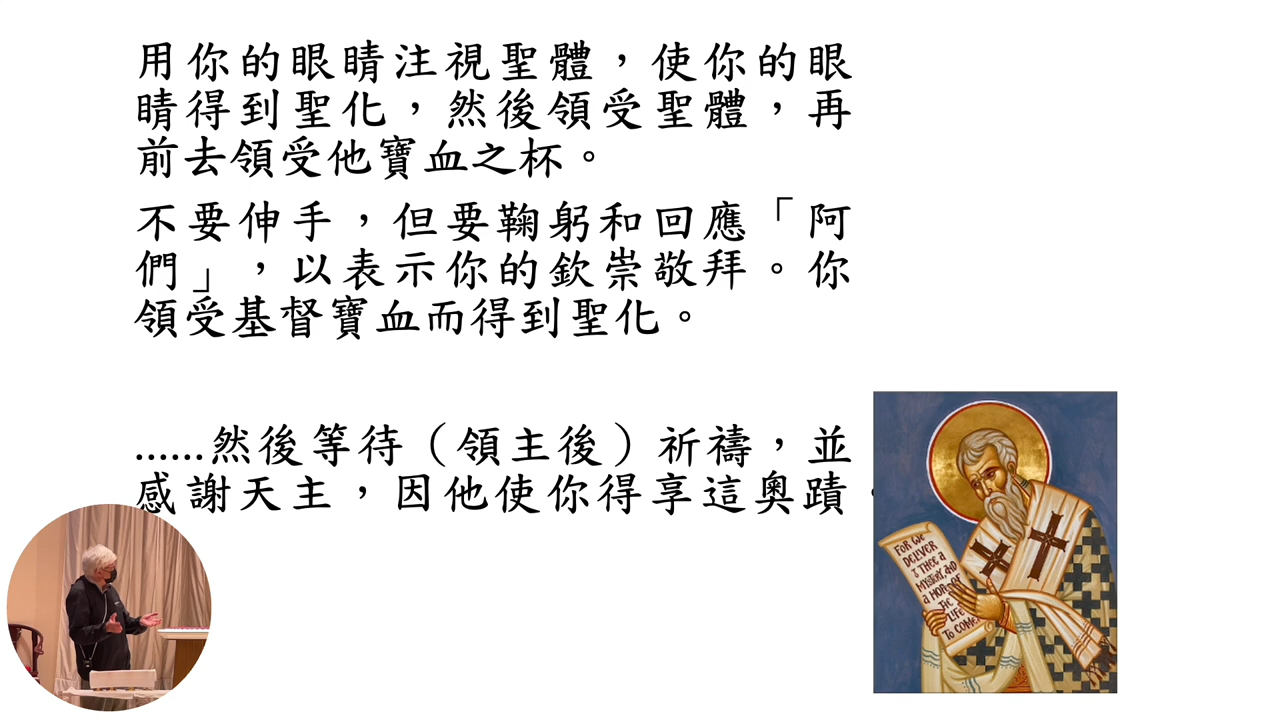 用你的眼睛注視聖體，使你的眼
睛得到聖化，然後領受聖體，再
前去領受他寶血之杯。
不要伸手，但要鞠躬和回應「阿
們」，以表示你的欽崇敬拜。你
領受基督寶血而得到聖化。
......然後等待（領主後）祈禱，並
感謝天主，因他使你得享這奧蹟。
FOR WE
DELIVER
T THEE A
MYSTERY, AND
A MOR OF
THE
LIFE
TO COME